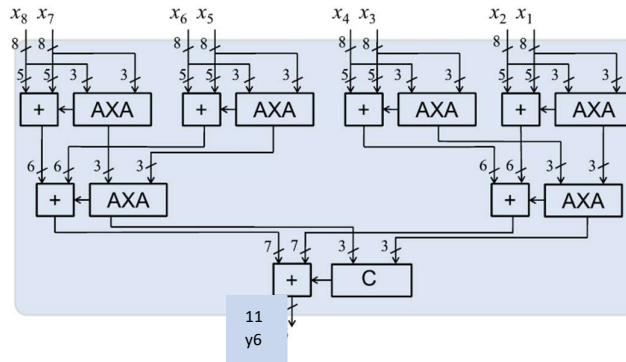 x8 x7 x6 x5 x4 x3 x2 x1
8 8 8 8 8 8 8 8
5 5 3 3 5 5 3 3 5 5 3 3 5 5 3 3
+ AXA + AXA + AXA + AXA
6 6 3 3 6 6 3 3
+ AXA + AXA
7 7 3 3
+ C
11
y6